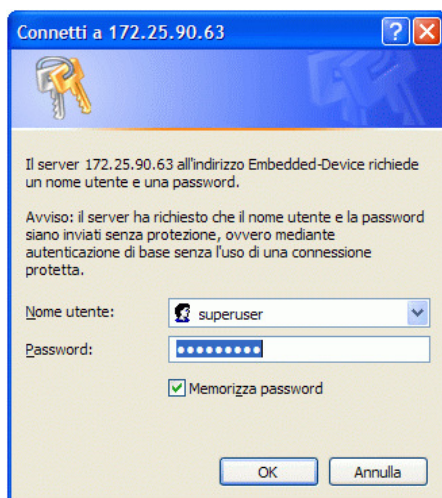 Connetti a 172.25.90.63
Il server 172.25.90.63 all'indirizzo Embedded-Device richiede
un nome utente e una password.
Avviso: il server ha richiesto che il nome utente e la password
siano inviati senza protezione, ovvero mediante
autenticazione di base senza l'uso di una connessione
protetta.
Nome utente: superuser
Password: ●●●●●●●●●
Memorizza password
OK Annulla